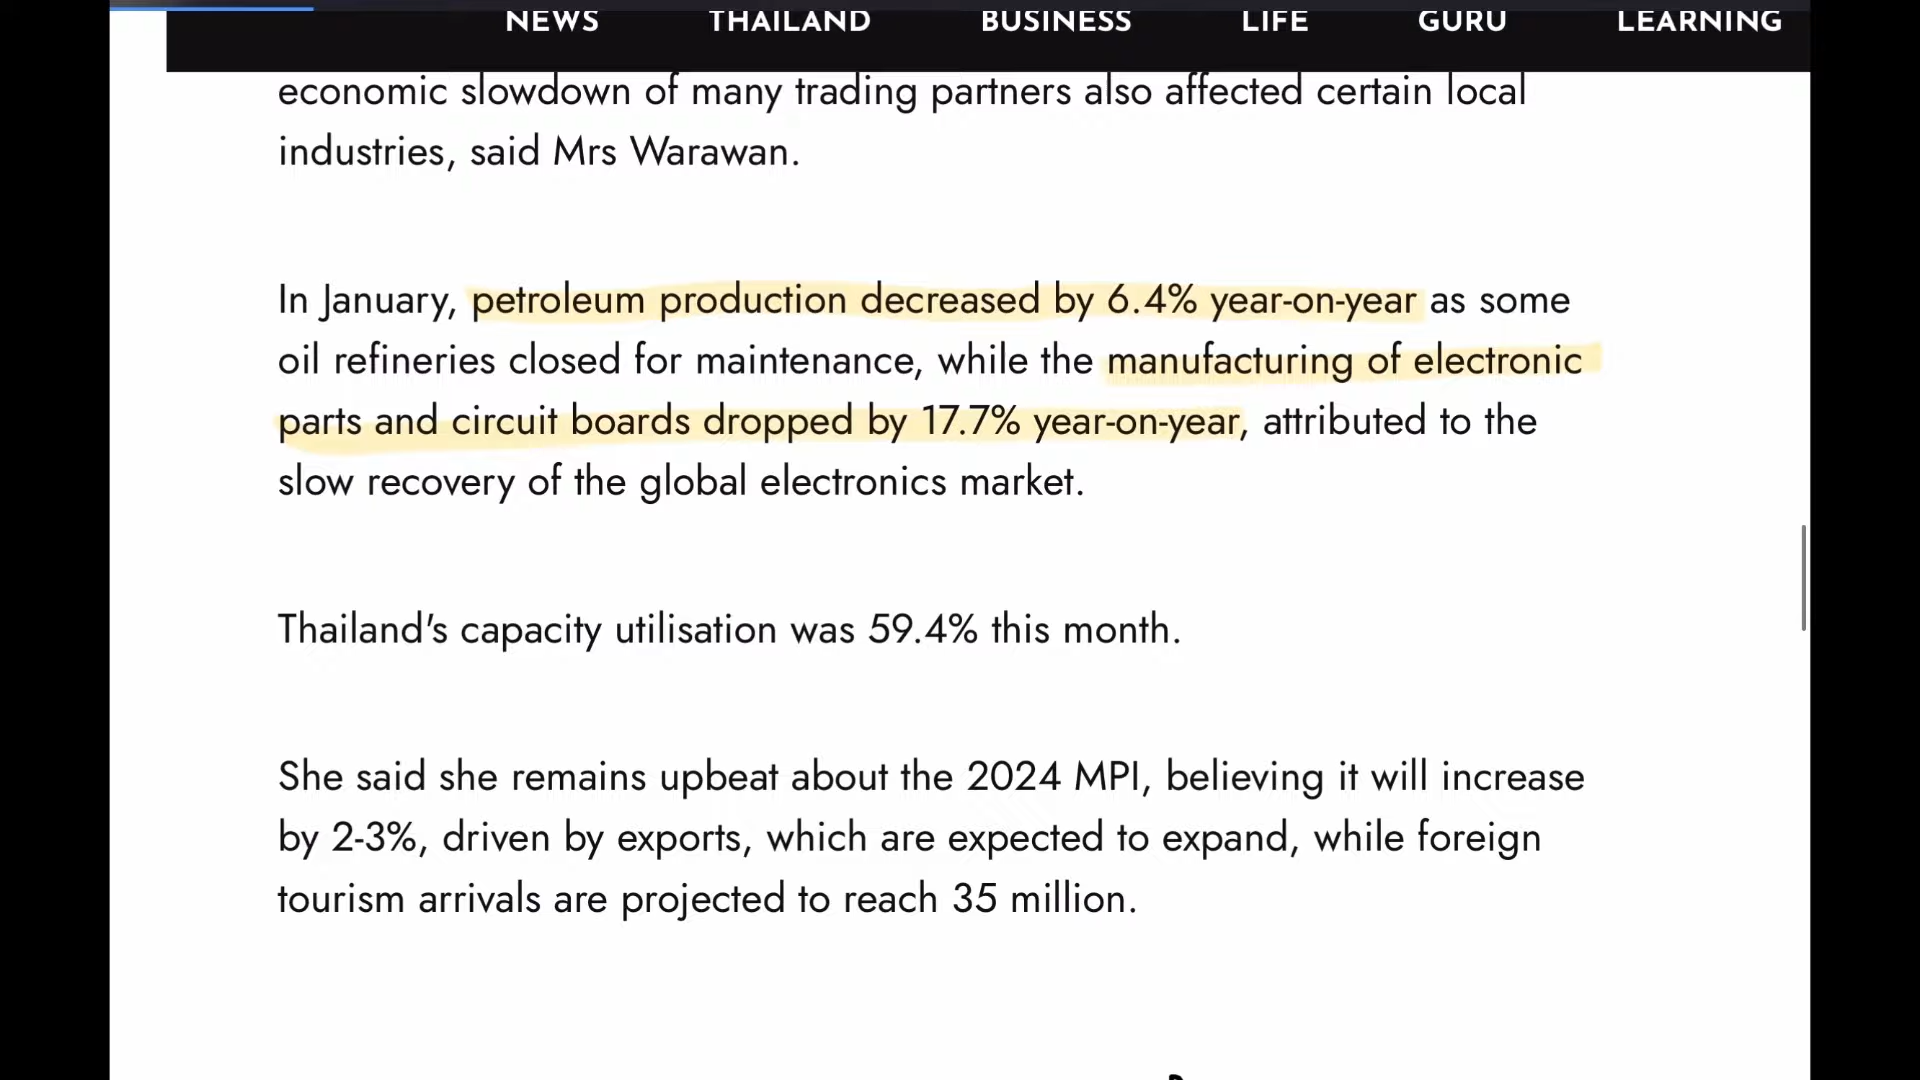 NEWS THAILAND BUSINESS LIFE GURU LEARNING
economic slowdown of many trading partners also affected certain local
industries, said Mrs Warawan.
In January, petroleum production decreased by 6.4% year-on-year as some
oil refineries closed for maintenance, while the manufacturing of electronic
parts and circuit boards dropped by 17.7% year-on-year, attributed to the
slow recovery of the global electronics market.
Thailand's capacity utilisation was 59.4% this month.
She said she remains upbeat about the 2024 MPI, believing it will increase
by 2-3%, driven by exports, which are expected to expand, while foreign
tourism arrivals are projected to reach 35 million.